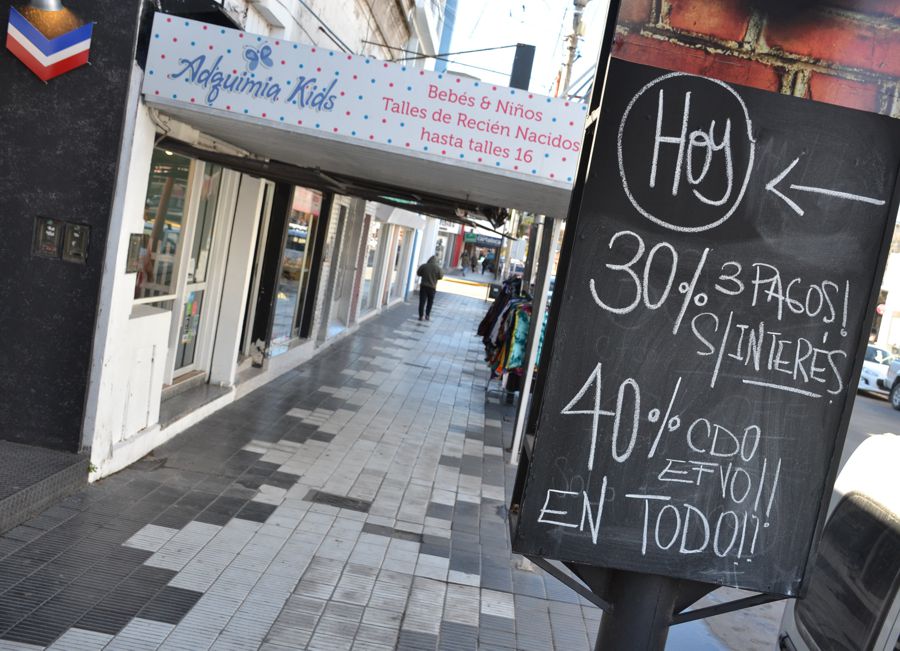 Adquimia Kids
Bebés & Niños
Talles de Recién Nacidos
hasta talles 16
Hoy
30% 3 PAGOS!
S/INTERÉS
40% CDO
EFVO!!
EN TODO!!